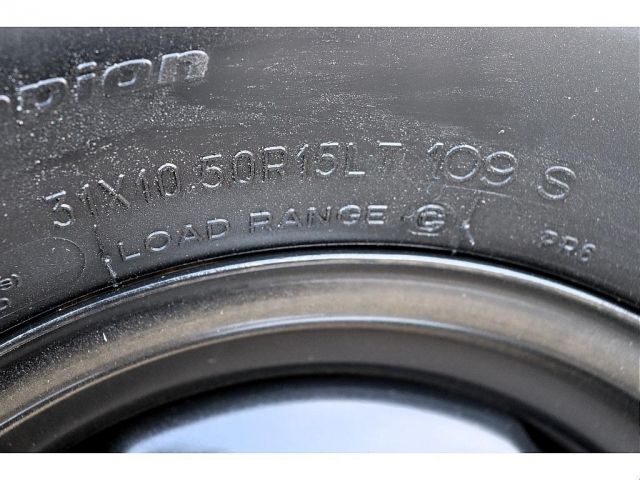 pion
31X10.50R15LT 109 S
LOAD RANGE C
PR6